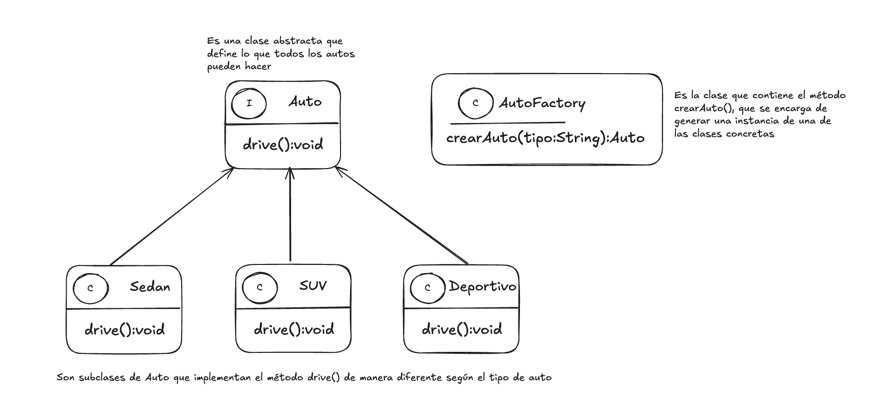 Es una clase abstracta que
define lo que todos los autos
pueden hacer
I Auto
drive():void
C AutoFactory
crearAuto(tipo:String):Auto
Es la clase que contiene el método
crearAuto(), que se encarga de
generar una instancia de una de
las clases concretas
C Sedan
drive():void
C SUV
drive():void
C Deportivo
drive():void
Son subclases de Auto que implementan el método drive() de manera diferente según el tipo de auto